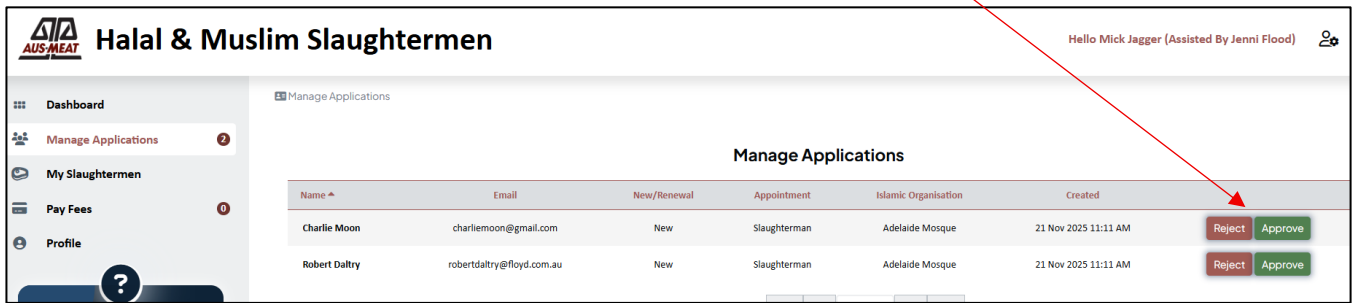 AUS-MEAT
Halal & Muslim Slaughtermen
Hello Mick Jagger (Assisted By Jenni Flood)
Dashboard
Manage Applications 2
My Slaughtermen
Pay Fees 0
Profile
?
Manage Applications
Manage Applications
Name Email New/Renewal Appointment Islamic Organisation Created
Charlie Moon charliemoon@gmail.com New Slaughterman Adelaide Mosque 21 Nov 2025 11:11 AM Reject Approve
Robert Daltry robertdaltry@floyd.com.au New Slaughterman Adelaide Mosque 21 Nov 2025 11:11 AM Reject Approve